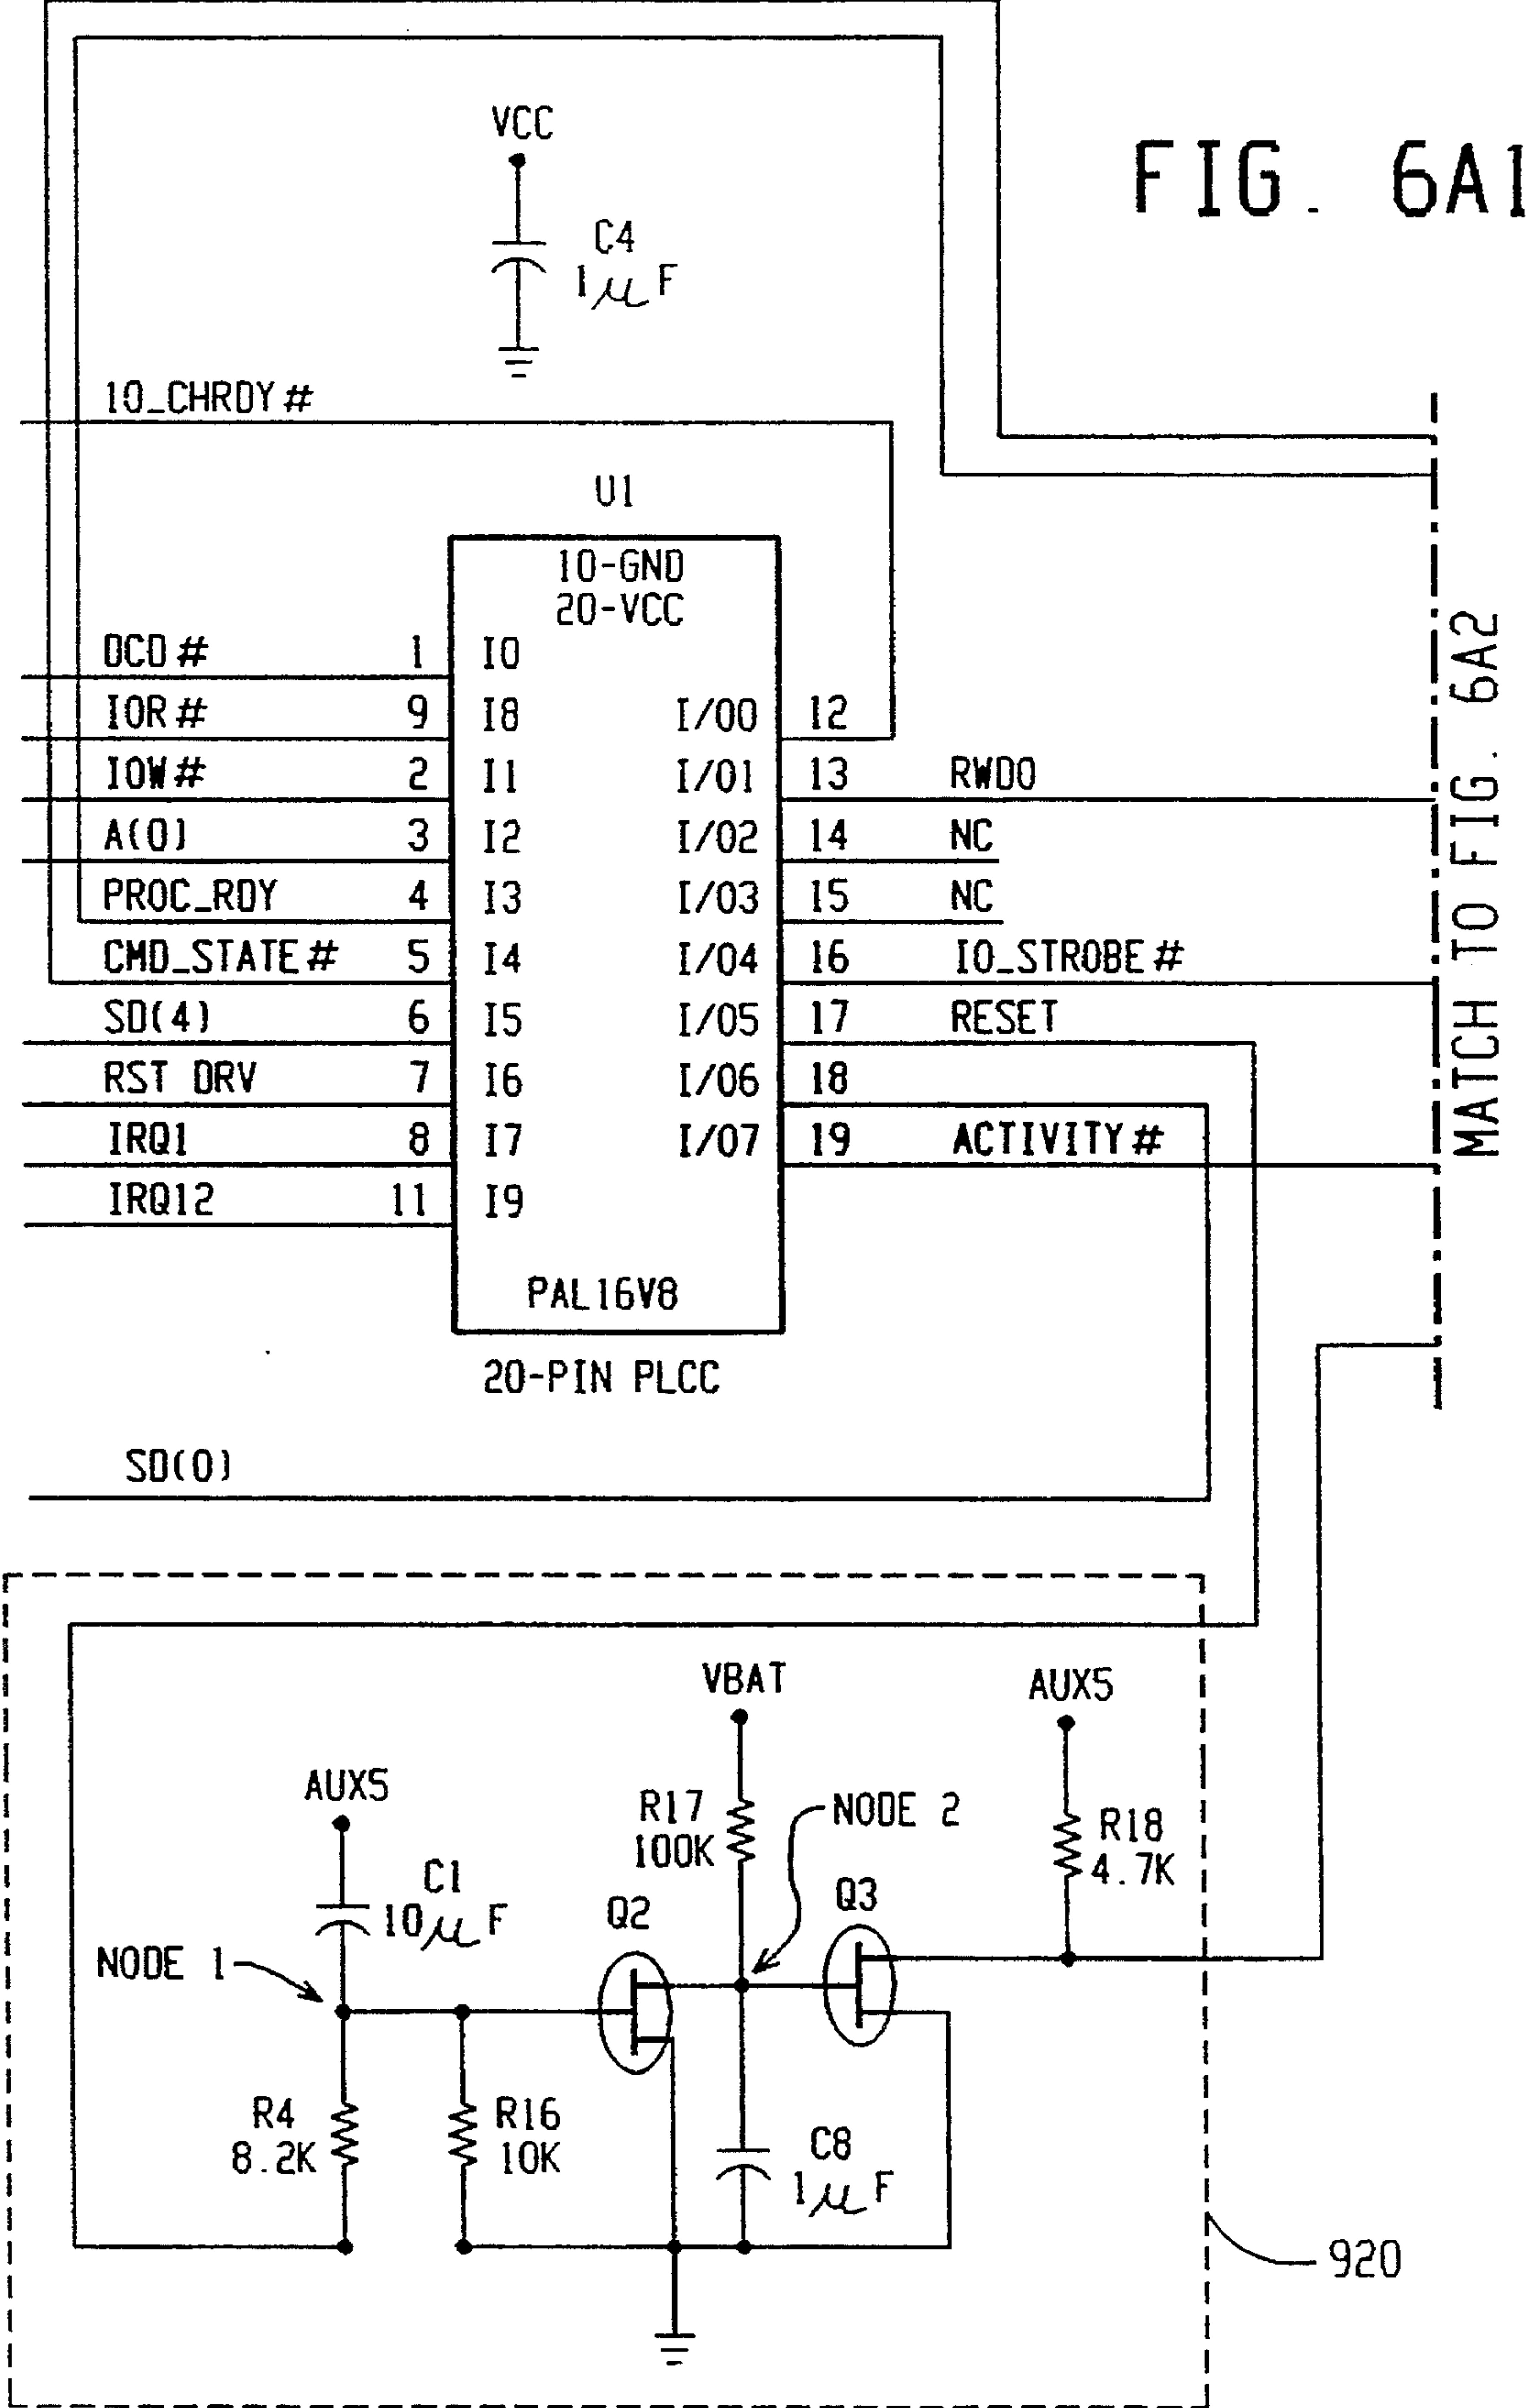 FIG. 6A1
VCC
C4
1μF
10_CHRDY#
U1
10-GND
20-VCC
DCD# 1 I0
IOR# 9 I8 I/O0 12
IOW# 2 I1 I/O1 13 RWD0
A(0) 3 I2 I/O2 14 NC
PROC_RDY 4 I3 I/O3 15 NC
CMD_STATE# 5 I4 I/O4 16 IO_STROBE#
SD(4) 6 I5 I/O5 17 RESET
RST DRV 7 I6 I/O6 18
IRQ1 8 I7 I/O7 19 ACTIVITY#
IRQ12 11 I9
PAL16V8
20-PIN PLCC
MATCH TO FIG. 6A2
SD(0)
VBAT
AUX5
AUX5
R17
100K
NODE 2
R18
4.7K
C1
10μF
Q2
Q3
NODE 1
R4
8.2K
R16
10K
C8
1μF
920